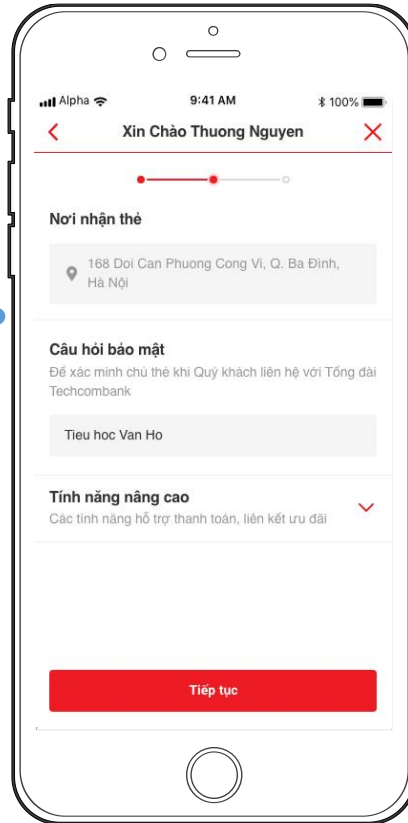 Alpha 9:41 AM 100%
Xin Chào Thuong Nguyen
Nơi nhận thẻ
168 Doi Can Phuong Cong Vi, Q. Ba Đình,
Hà Nội
Câu hỏi bảo mật
Để xác minh chủ thẻ khi Quý khách liên hệ với Tổng đài
Techcombank
Tieu hoc Van Ho
Tính năng nâng cao
Các tính năng hỗ trợ thanh toán, liên kết ưu đãi
Tiếp tục